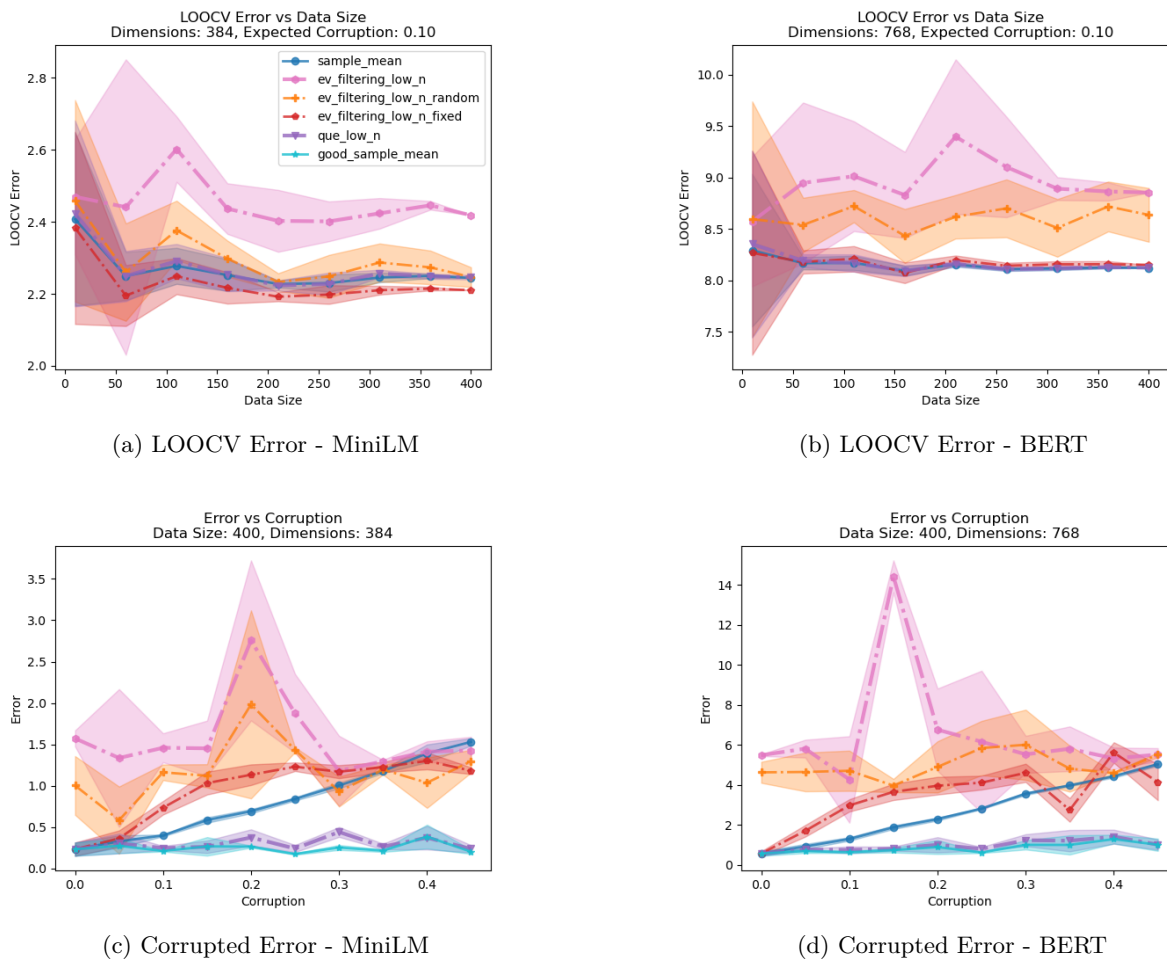 LOOCV Error vs Data Size
Dimensions: 384, Expected Corruption: 0.10
LOOCV Error
2.8
2.6
2.4
2.2
2.0
sample_mean
ev_filtering_low_n
ev_filtering_low_n_random
ev_filtering_low_n_fixed
que_low_n
good_sample_mean
0 50 100 150 200 250 300 350 400
Data Size
(a) LOOCV Error - MiniLM
LOOCV Error vs Data Size
Dimensions: 768, Expected Corruption: 0.10
LOOCV Error
10.0
9.5
9.0
8.5
8.0
7.5
0 50 100 150 200 250 300 350 400
Data Size
(b) LOOCV Error - BERT
Error vs Corruption
Data Size: 400, Dimensions: 384
Error
3.5
3.0
2.5
2.0
1.5
1.0
0.5
0.0
0.0 0.1 0.2 0.3 0.4
Corruption
(c) Corrupted Error - MiniLM
Error vs Corruption
Data Size: 400, Dimensions: 768
Error
14
12
10
8
6
4
2
0
0.0 0.1 0.2 0.3 0.4
Corruption
(d) Corrupted Error - BERT